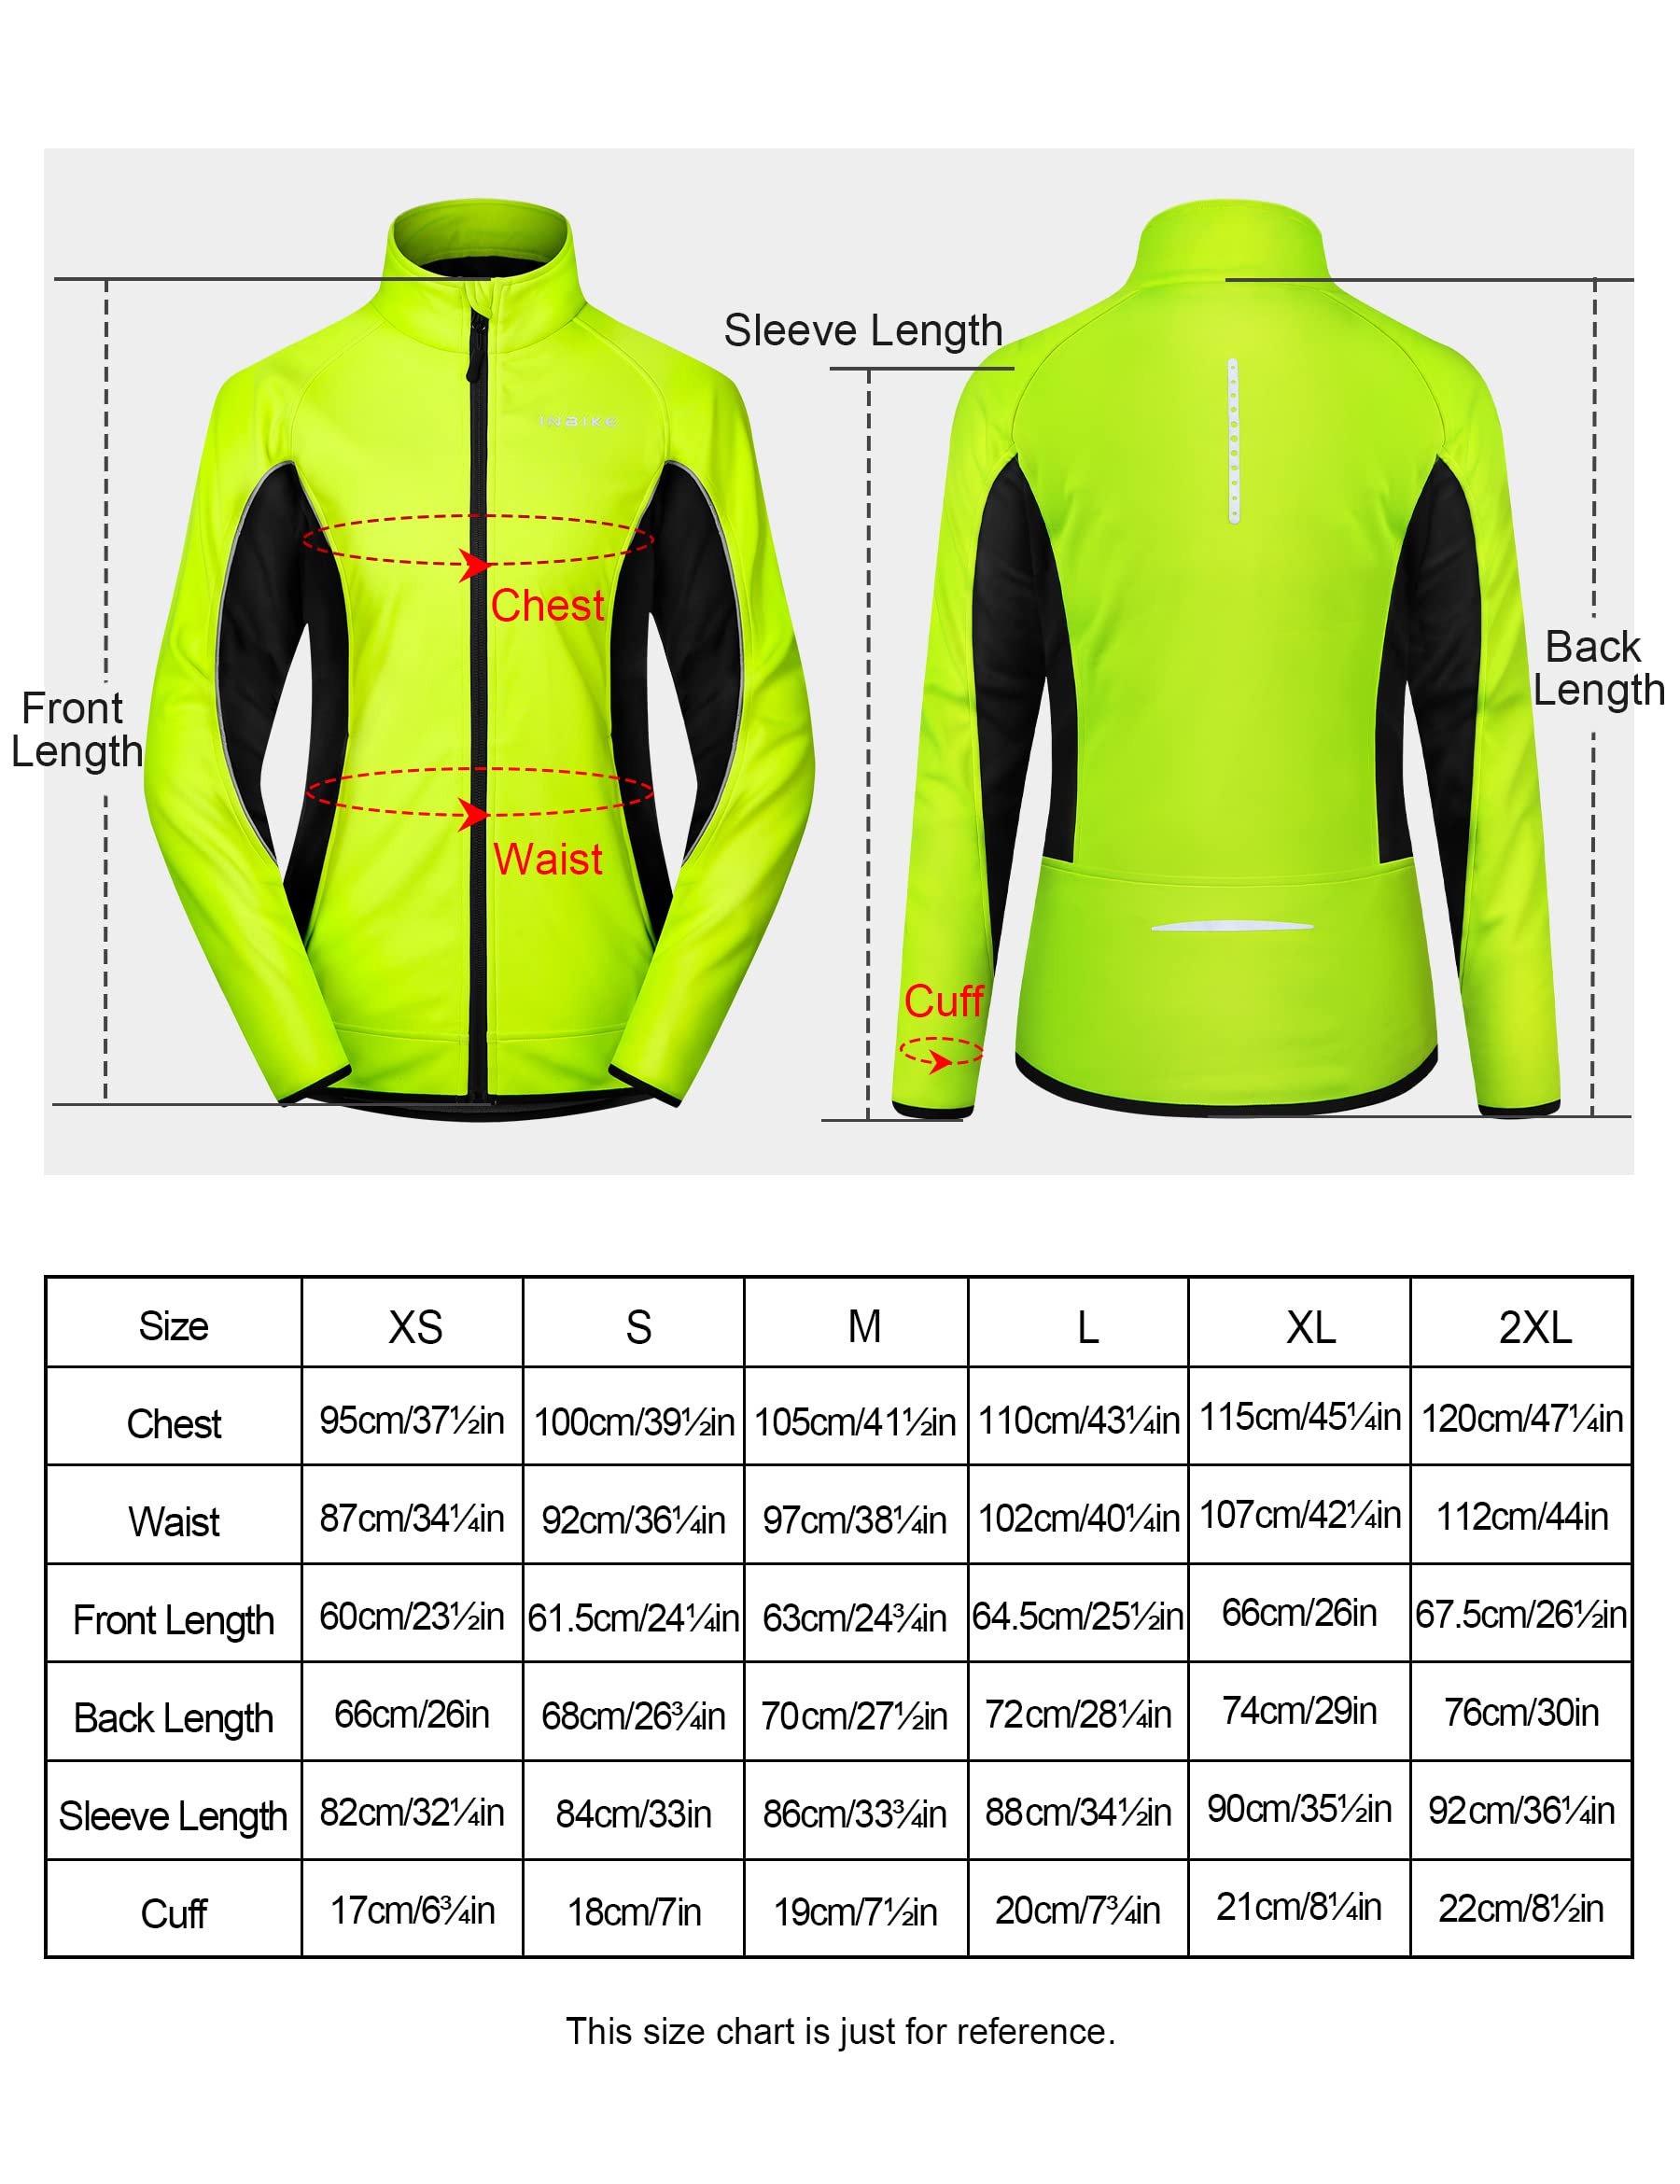 INBIKE
Sleeve Length
Chest
Back
Length
Front
Length
Waist
Cuff
Size XS S M L XL 2XL
Chest 95cm/37½in 100cm/39½in 105cm/41½in 110cm/43¼in 115cm/45¼in 120cm/47¼in
Waist 87cm/34¼in 92cm/36¼in 97cm/38¼in 102cm/40¼in 107cm/42¼in 112cm/44in
Front Length 60cm/23½in 61.5cm/24¼in 63cm/24¾in 64.5cm/25½in 66cm/26in 67.5cm/26½in
Back Length 66cm/26in 68cm/26¾in 70cm/27½in 72cm/28¼in 74cm/29in 76cm/30in
Sleeve Length 82cm/32¼in 84cm/33in 86cm/33¾in 88cm/34½in 90cm/35½in 92cm/36¼in
Cuff 17cm/6¾in 18cm/7in 19cm/7½in 20cm/7¾in 21cm/8¼in 22cm/8½in
This size chart is just for reference.